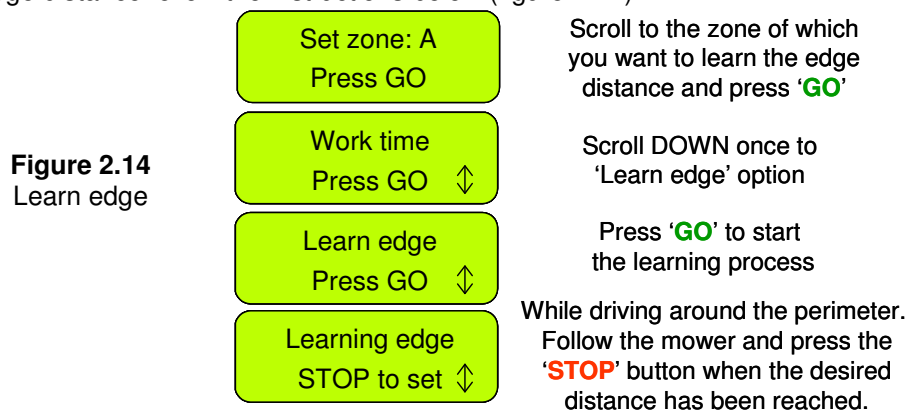 Set zone: A
Press GO
Scroll to the zone of which
you want to learn the edge
distance and press ‘GO’
Figure 2.14
Learn edge
Work time
Press GO ↕
Scroll DOWN once to
‘Learn edge’ option
Learn edge
Press GO ↕
Press ‘GO’ to start
the learning process
Learning edge
STOP to set ↕
While driving around the perimeter.
Follow the mower and press the
‘STOP’ button when the desired
distance has been reached.